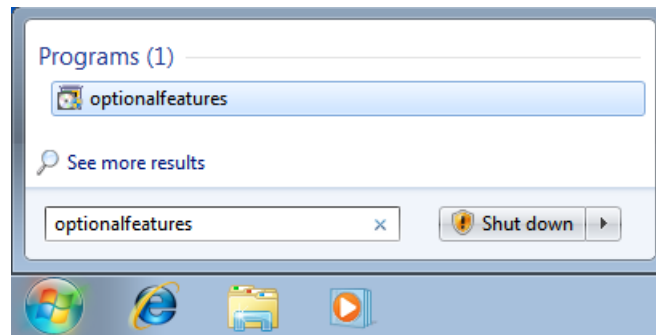 Programs (1)
optionalfeatures
See more results
optionalfeatures
Shut down